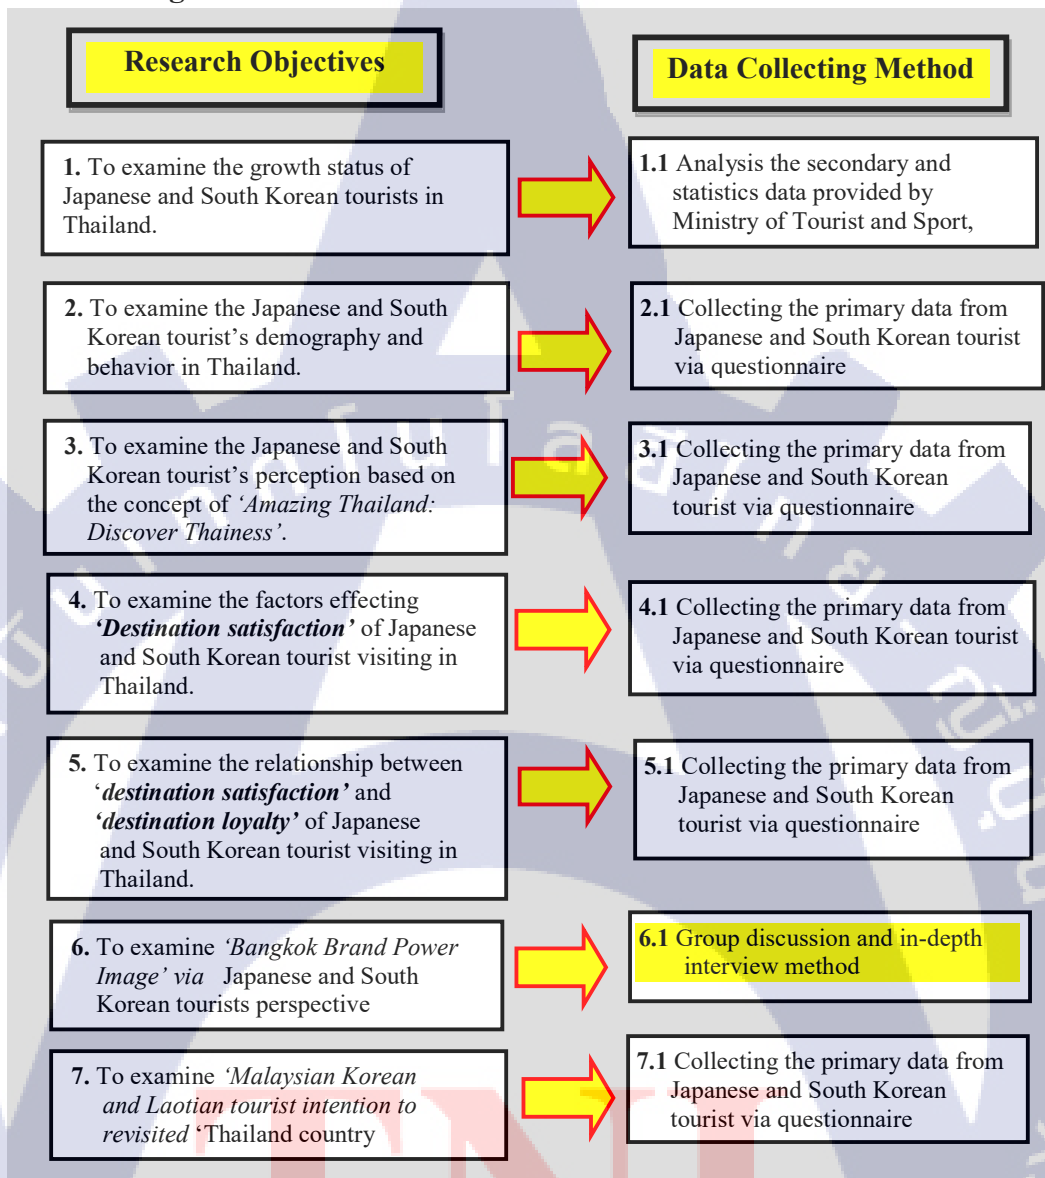 Research Objectives
Data Collecting Method
1. To examine the growth status of
Japanese and South Korean tourists in
Thailand.
1.1 Analysis the secondary and
statistics data provided by
Ministry of Tourist and Sport,
2. To examine the Japanese and South
Korean tourist’s demography and
behavior in Thailand.
2.1 Collecting the primary data from
Japanese and South Korean tourist
via questionnaire
3. To examine the Japanese and South
Korean tourist’s perception based on
the concept of ‘Amazing Thailand:
Discover Thainess’.
3.1 Collecting the primary data from
Japanese and South Korean
tourist via questionnaire
4. To examine the factors effecting
‘Destination satisfaction’ of Japanese
and South Korean tourist visiting in
Thailand.
4.1 Collecting the primary data from
Japanese and South Korean tourist
via questionnaire
5. To examine the relationship between
‘destination satisfaction’ and
‘destination loyalty’ of Japanese
and South Korean tourist visiting in
Thailand.
5.1 Collecting the primary data from
Japanese and South Korean
tourist via questionnaire
6. To examine ‘Bangkok Brand Power
Image’ via Japanese and South
Korean tourists perspective
6.1 Group discussion and in-depth
interview method
7. To examine ‘Malaysian Korean
and Laotian tourist intention to
revisited ‘Thailand country
7.1 Collecting the primary data from
Japanese and South Korean
tourist via questionnaire
TNI